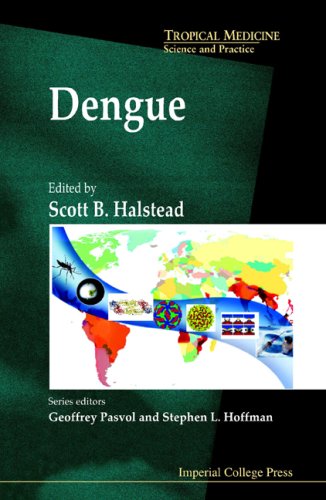 TROPICAL MEDICINE
Science and Practice
Dengue
Edited by
Scott B. Halstead
Series editors
Geoffrey Pasvol and Stephen L. Hoffman
Imperial College Press